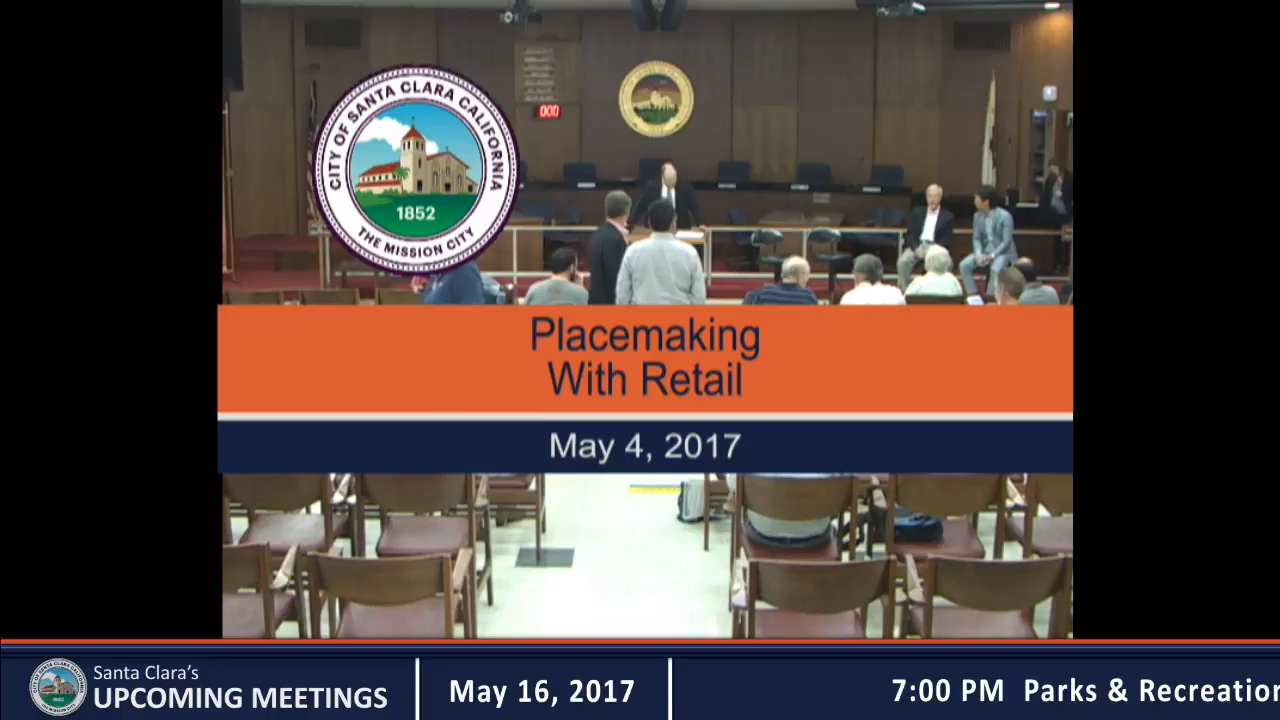 CITY OF SANTA CLARA CALIFORNIA
1852
THE MISSION CITY
000
Placemaking
With Retail
May 4, 2017
Santa Clara's
UPCOMING MEETINGS
May 16, 2017
7:00 PM Parks & Recreation